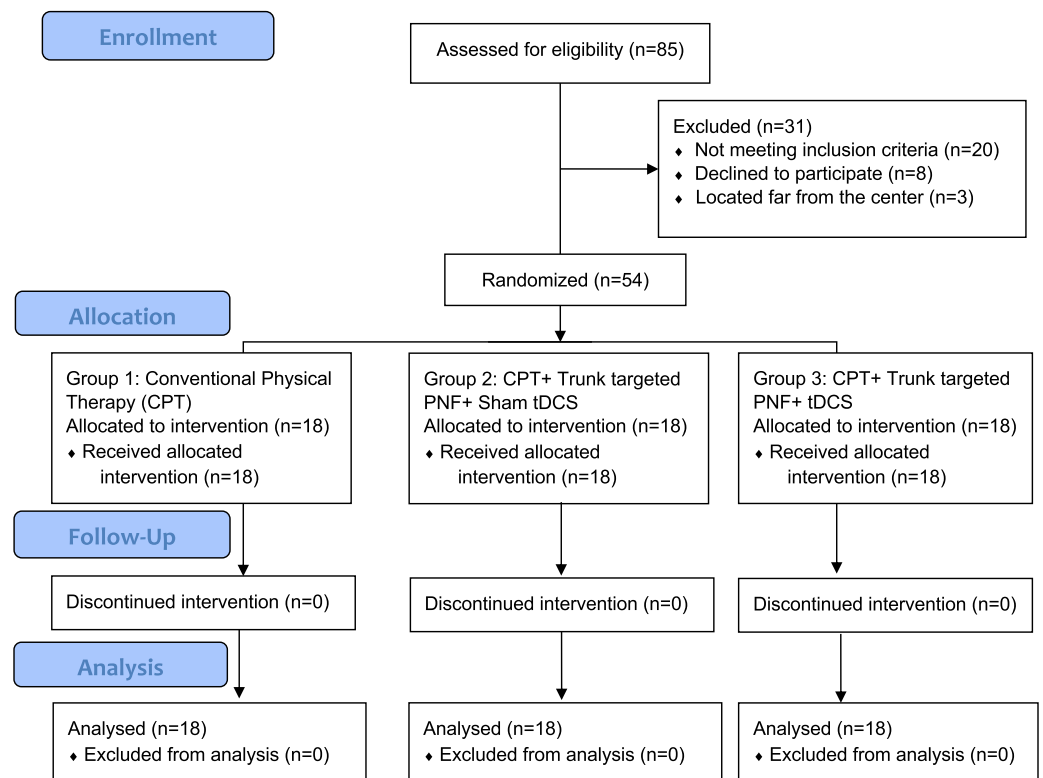 Enrollment
Assessed for eligibility (n=85)
Excluded (n=31)
♦ Not meeting inclusion criteria (n=20)
♦ Declined to participate (n=8)
♦ Located far from the center (n=3)
Randomized (n=54)
Allocation
Group 1: Conventional Physical
Therapy (CPT)
Allocated to intervention (n=18)
♦ Received allocated
intervention (n=18)
Group 2: CPT+ Trunk targeted
PNF+ Sham tDCS
Allocated to intervention (n=18)
♦ Received allocated
intervention (n=18)
Group 3: CPT+ Trunk targeted
PNF+ tDCS
Allocated to intervention (n=18)
♦ Received allocated
intervention (n=18)
Follow-Up
Discontinued intervention (n=0)
Discontinued intervention (n=0)
Discontinued intervention (n=0)
Analysis
Analysed (n=18)
♦ Excluded from analysis (n=0)
Analysed (n=18)
♦ Excluded from analysis (n=0)
Analysed (n=18)
♦ Excluded from analysis (n=0)